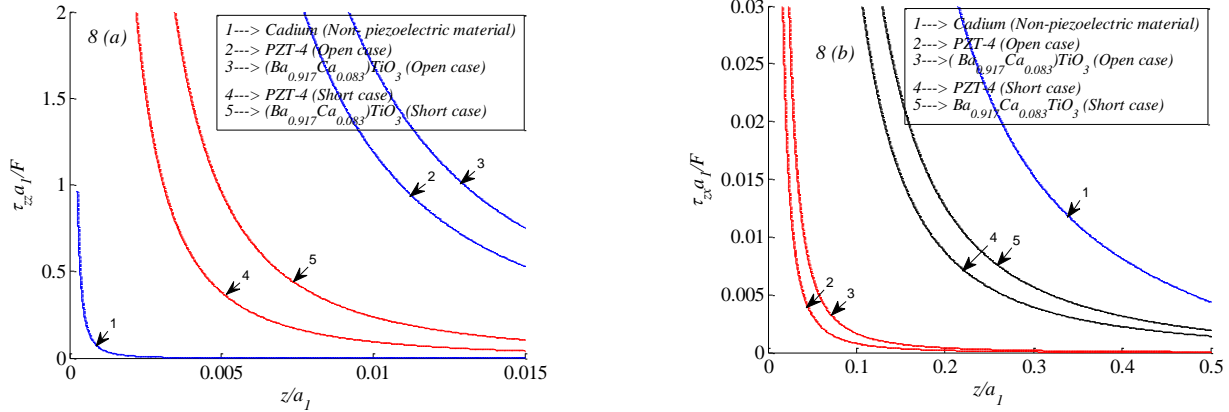 8 (a)
1---> Cadium (Non- piezoelectric material)
2---> PZT-4 (Open case)
3---> (Ba0.917Ca0.083)TiO3 (Open case)
4---> PZT-4 (Short case)
5---> (Ba0.917Ca0.083)TiO3 (Short case)
2
1.5
1
0.5
0
τzza1/F
1
2
3
4
5
0
0.005
0.01
0.015
z/a1
8 (b)
1---> Cadium (Non-piezoelectric material)
2---> PZT-4 (Open case)
3--->( Ba0.917Ca0.083)TiO3 (Open case)
4---> PZT-4 (Short case)
5---> Ba0.917Ca0.083TiO3 (Short case)
0.03
0.025
0.02
0.015
0.01
0.005
0
τzxa1/F
1
2
3
4
5
0
0.1
0.2
0.3
0.4
0.5
z/a1